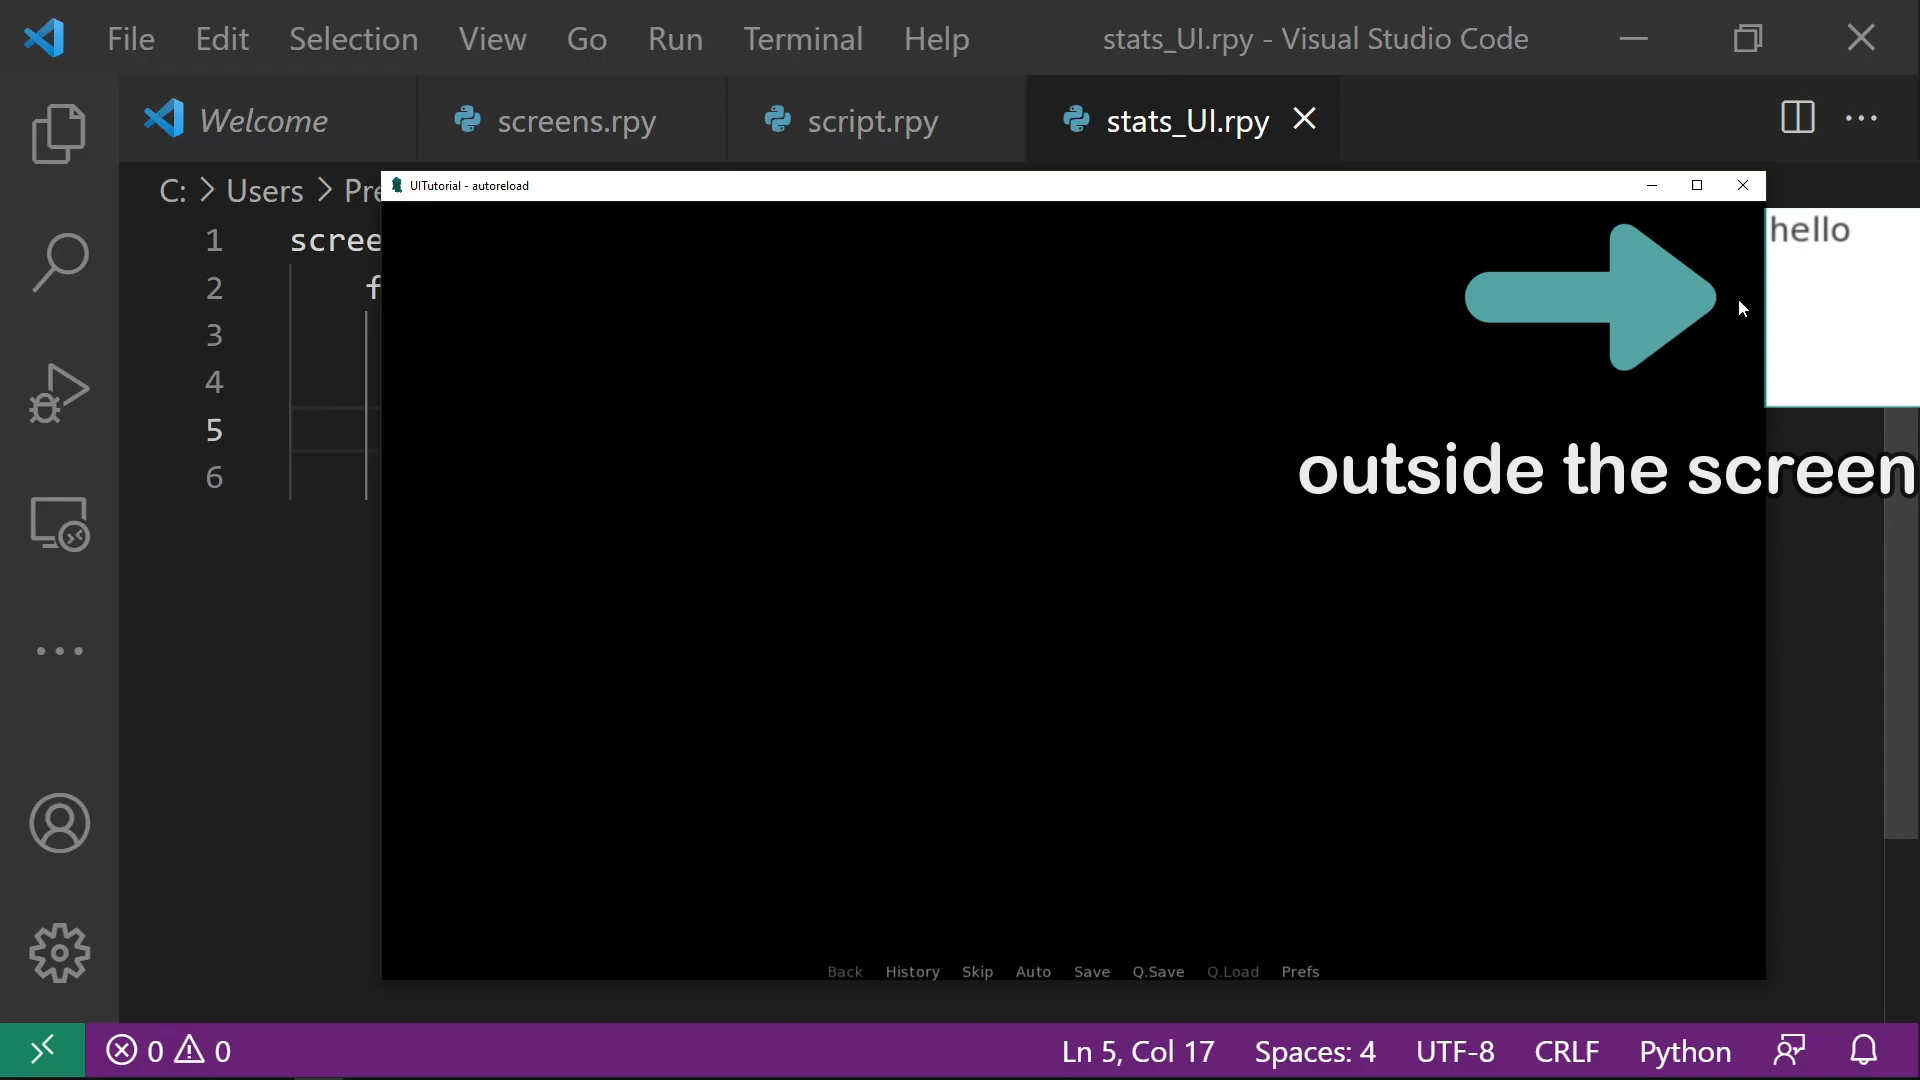 File Edit Selection View Go Run Terminal Help stats_UI.rpy - Visual Studio Code
Welcome screens.rpy script.rpy stats_UI.rpy
C: > Users > Pre
UITutorial - autoreload
1 scree
2 f
3
4
5
6
hello
outside the screen
Back History Skip Auto Save Q.Save Q.Load Prefs
0 0 Ln 5, Col 17 Spaces: 4 UTF-8 CRLF Python